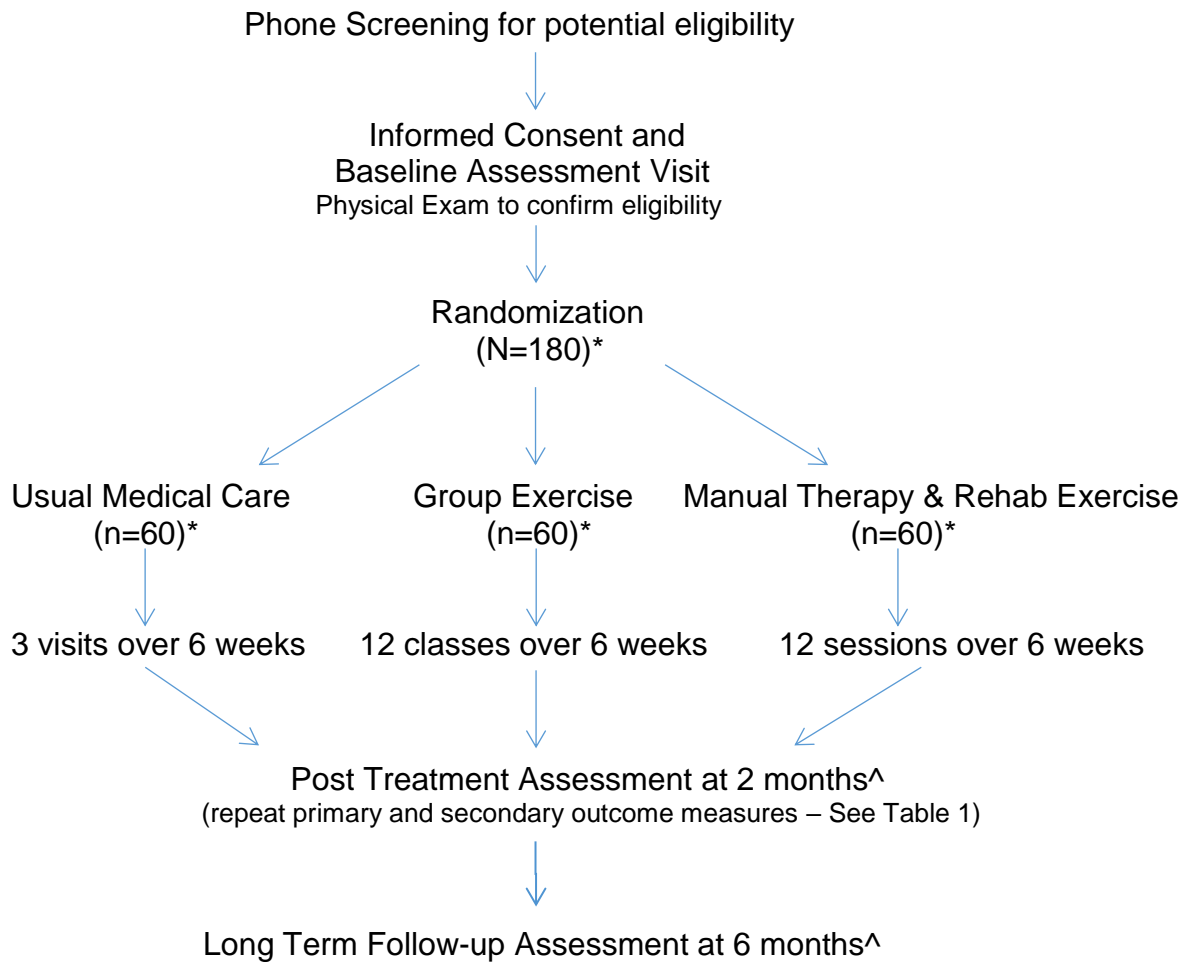 Phone Screening for potential eligibility
Informed Consent and
Baseline Assessment Visit
Physical Exam to confirm eligibility
Randomization
(N=180)*
Usual Medical Care
(n=60)*
Group Exercise
(n=60)*
Manual Therapy & Rehab Exercise
(n=60)*
3 visits over 6 weeks
12 classes over 6 weeks
12 sessions over 6 weeks
Post Treatment Assessment at 2 months^
(repeat primary and secondary outcome measures – See Table 1)
Long Term Follow-up Assessment at 6 months^